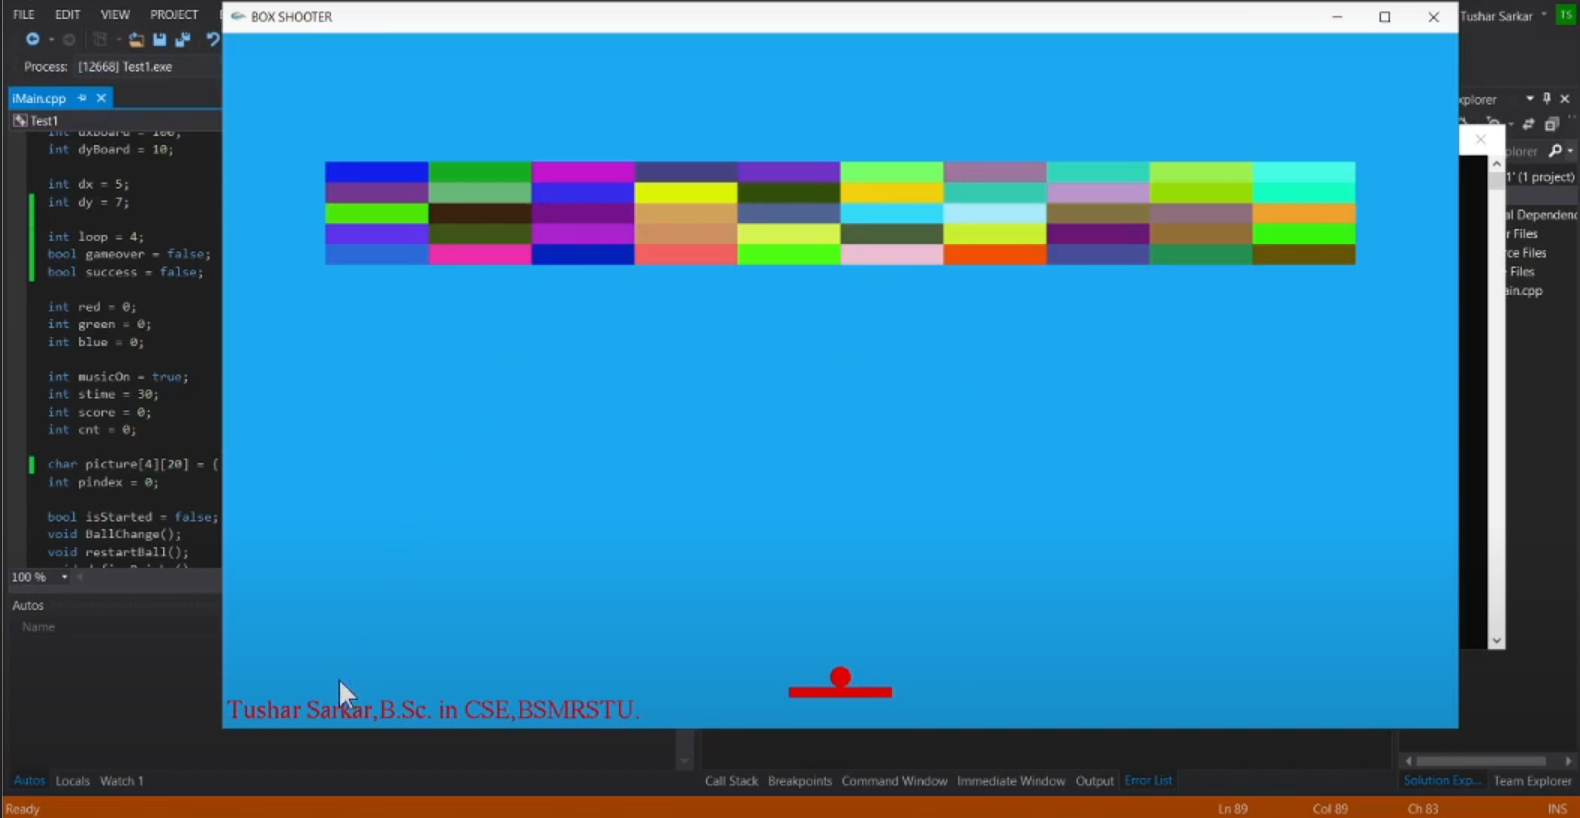 FILE EDIT VIEW PROJECT
BOX SHOOTER
Tushar Sarkar TS
Process: [12668] Test1.exe
iMain.cpp
Test1
int dyBoard = 10;
int dx = 5;
int dy = 7;
int loop = 4;
bool gameover = false;
bool success = false;
int red = 0;
int green = 0;
int blue = 0;
int musicOn = true;
int stime = 30;
int score = 0;
int cnt = 0;
char picture[4][20] = {
int pindex = 0;
bool isStarted = false;
void BallChange();
void restartBall();
100 %
Autos
Name
xplorer
plorer
1' (1 project)
al Dependenc
r Files
rce Files
Files
ain.cpp
Tushar Sarkar,B.Sc. in CSE,BSMRSTU.
Autos Locals Watch 1
Call Stack Breakpoints Command Window Immediate Window Output Error List
Solution Exp... Team Explorer
Ready
Ln 89 Col 89 Ch 83 INS